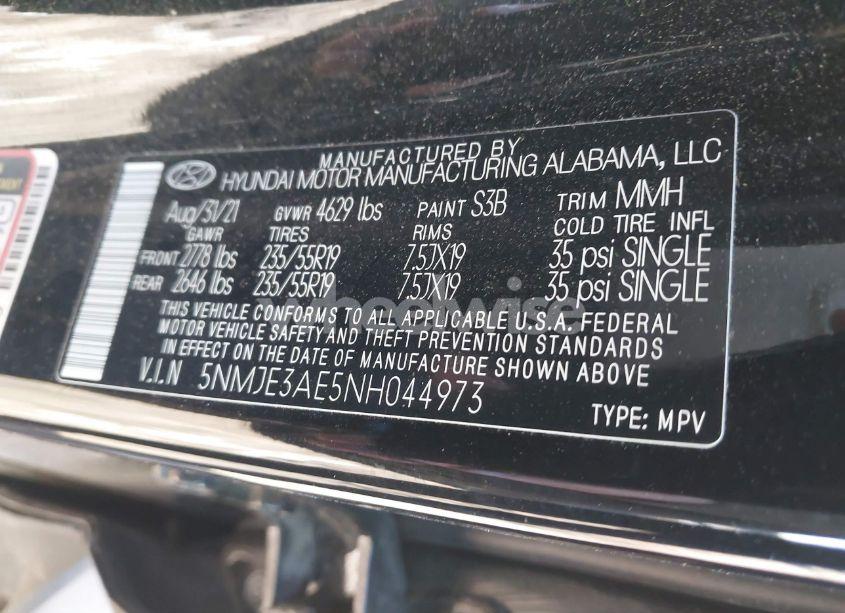 MANUFACTURED BY
HYUNDAI MOTOR MANUFACTURING ALABAMA, LLC
Aug/31/21 GVWR 4629 lbs PAINT S3B TRIM MMH
GAWR TIRES RIMS COLD TIRE INFL
FRONT 2778 lbs 235/55R19 7.5JX19 35 psi SINGLE
REAR 2646 lbs 235/55R19 7.5JX19 35 psi SINGLE
THIS VEHICLE CONFORMS TO ALL APPLICABLE U.S.A. FEDERAL
MOTOR VEHICLE SAFETY AND THEFT PREVENTION STANDARDS
IN EFFECT ON THE DATE OF MANUFACTURE SHOWN ABOVE
V.I.N 5NMJE3AE5NH044973
TYPE: MPV
wheelwise